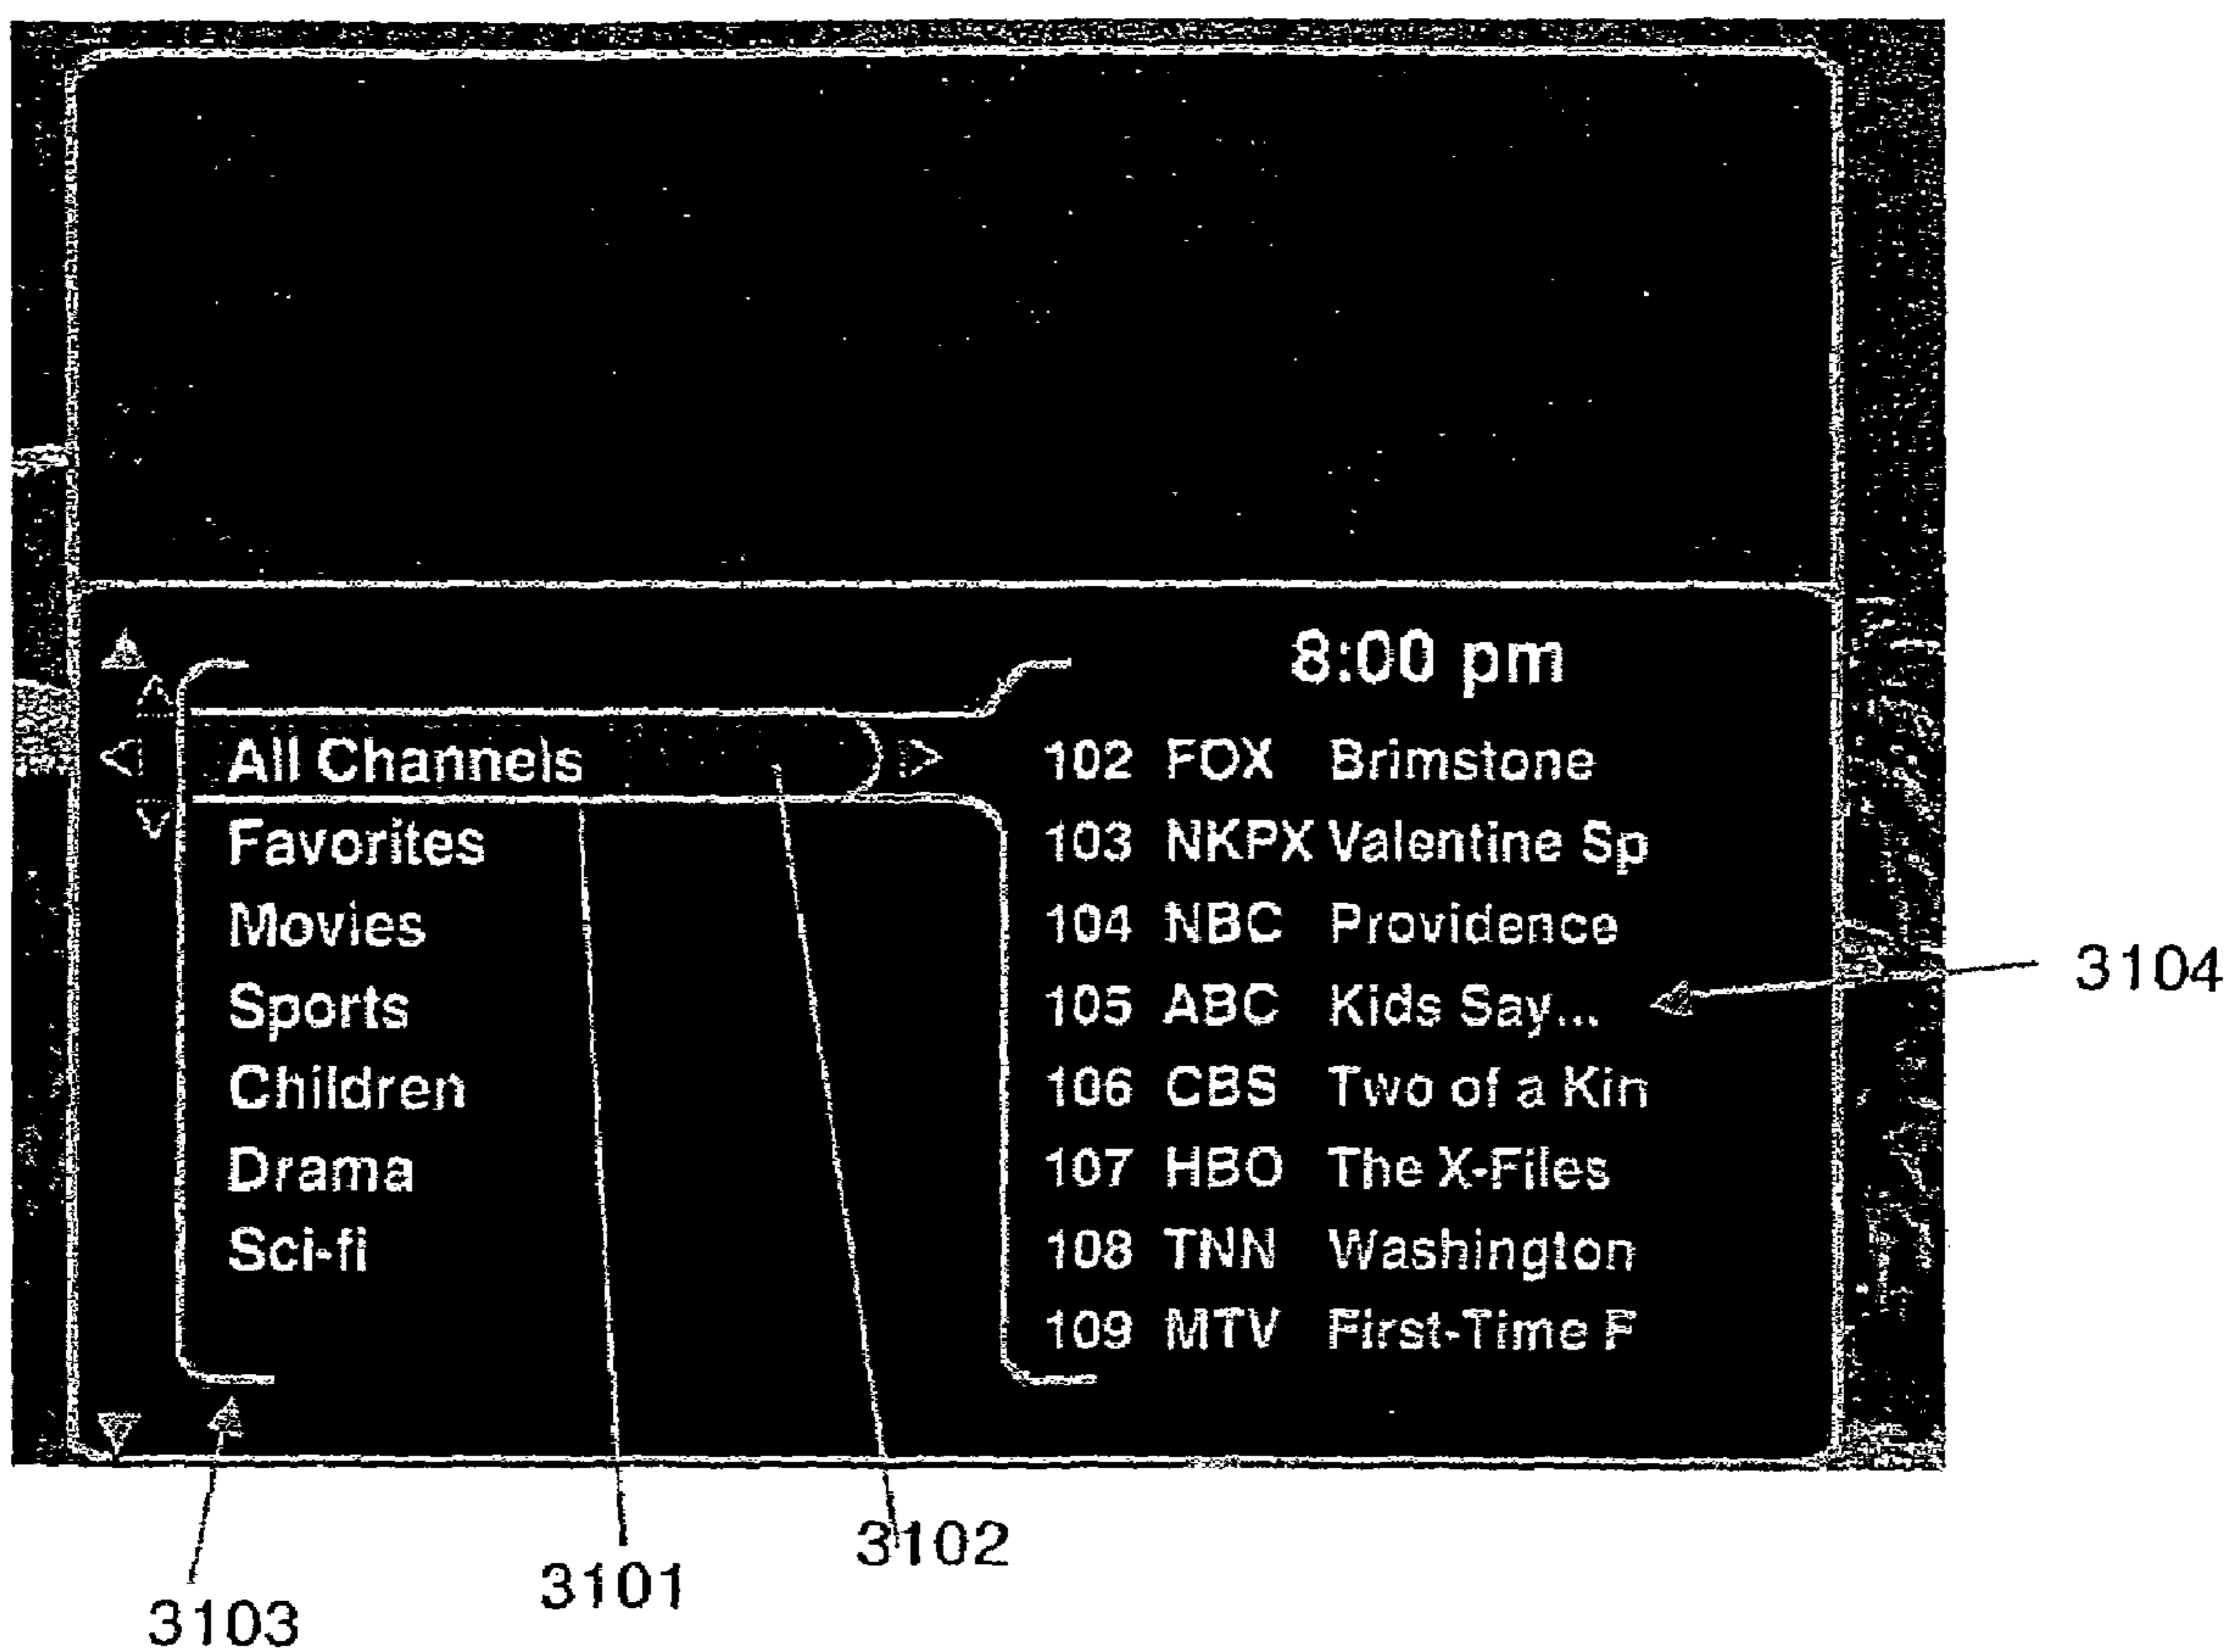 8:00 pm
All Channels
Favorites
Movies
Sports
Children
Drama
Sci-fi
102 FOX Brimstone
103 NKPX Valentine Sp
104 NBC Providence
105 ABC Kids Say...
106 CBS Two of a Kin
107 HBO The X-Files
108 TNN Washington
109 MTV First-Time F
3104
3102
3101
3103